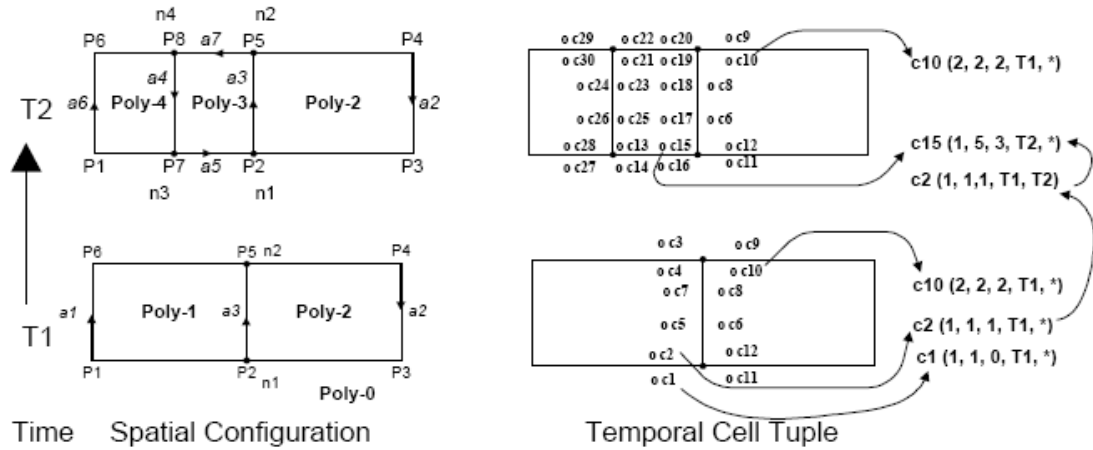 n4 n2
P6 P8 a7 P5 P4
a4 a3
a6 Poly-4 Poly-3 Poly-2 a2
T2
P1 P7 a5 P2 P3
n3 n1
P6 P5 n2 P4
a1 Poly-1 a3 Poly-2 a2
T1
P1 P2 n1 P3
Poly-0
Time Spatial Configuration
o c29 o c22 o c20 o c9
o c30 o c21 o c19 o c10
o c24 o c23 o c18 o c8
o c26 o c25 o c17 o c6
o c28 o c13 o c15 o c12
o c27 o c14 o c16 o c11
c10 (2, 2, 2, T1, *)
c15 (1, 5, 3, T2, *)
c2 (1, 1,1, T1, T2)
o c3 o c9
o c4 o c10
o c7 o c8
o c5 o c6
o c2 o c12
o c1 o c11
c10 (2, 2, 2, T1, *)
c2 (1, 1, 1, T1, *)
c1 (1, 1, 0, T1, *)
Temporal Cell Tuple